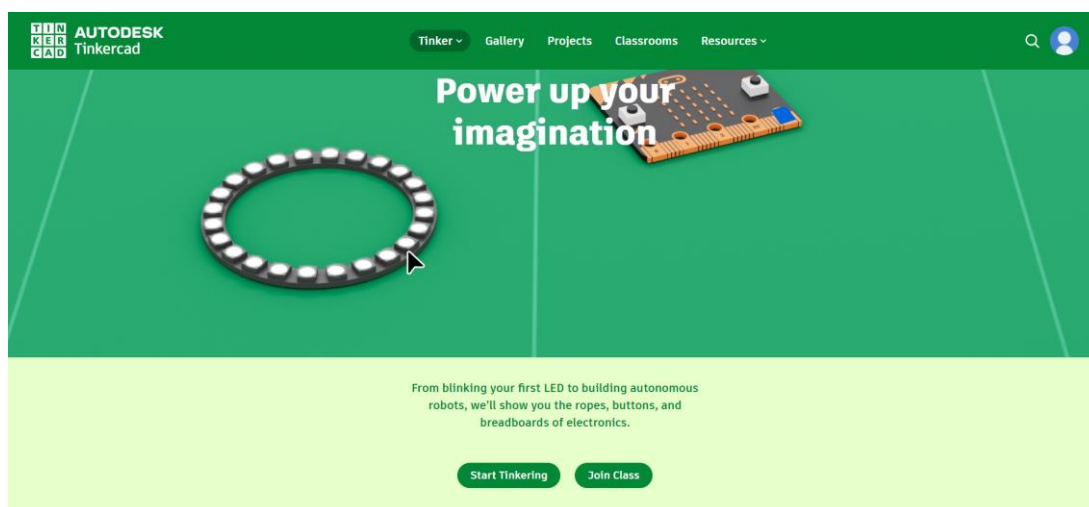 TIN
KER
CAD
AUTODESK
Tinkercad
Tinker
Gallery
Projects
Classrooms
Resources
Power up your
imagination
From blinking your first LED to building autonomous
robots, we'll show you the ropes, buttons, and
breadboards of electronics.
Start Tinkering
Join Class